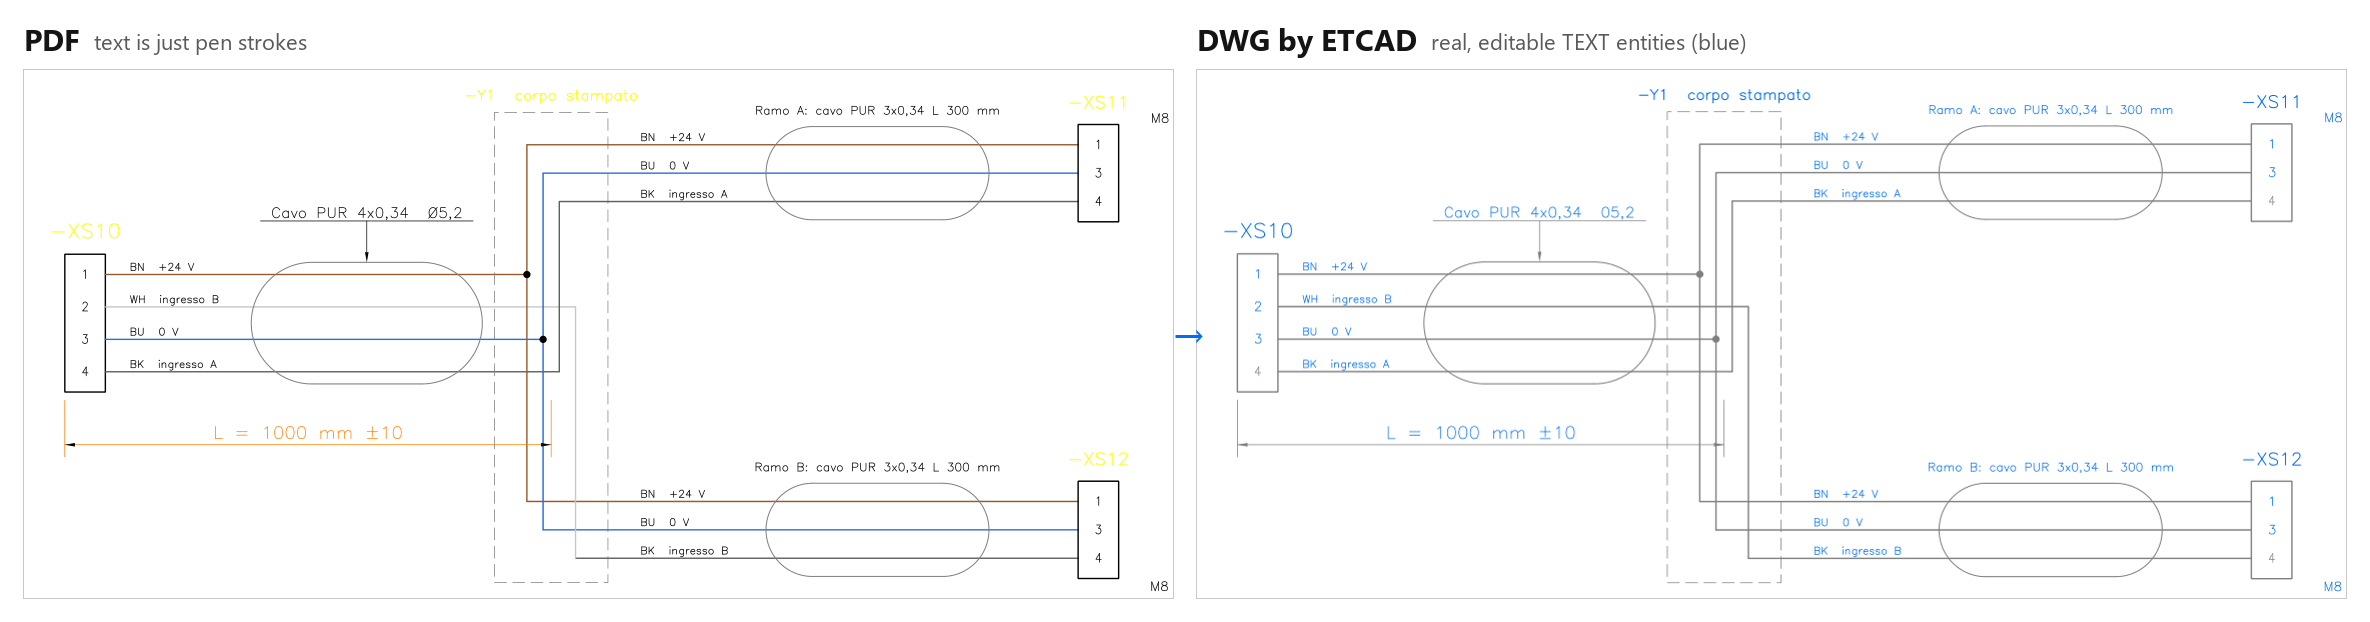 PDF text is just pen strokes
-Y1 corpo stampato
Ramo A: cavo PUR 3x0,34 L 300 mm
-XS11
M8
BN +24 V
1
BU 0 V
3
BK ingresso A
4
Cavo PUR 4x0,34 Ø5,2
-XS10
1
BN +24 V
2
WH ingresso B
3
BU 0 V
4
BK ingresso A
L = 1000 mm ±10
Ramo B: cavo PUR 3x0,34 L 300 mm
-XS12
BN +24 V
1
BU 0 V
3
BK ingresso B
4
M8
DWG by ETCAD real, editable TEXT entities (blue)
-Y1 corpo stampato
Ramo A: cavo PUR 3x0,34 L 300 mm
-XS11
M8
BN +24 V
1
BU 0 V
3
BK ingresso A
4
Cavo PUR 4x0,34 05,2
-XS10
1
BN +24 V
2
WH ingresso B
3
BU 0 V
4
BK ingresso A
L = 1000 mm ±10
Ramo B: cavo PUR 3x0,34 L 300 mm
-XS12
BN +24 V
1
BU 0 V
3
BK ingresso B
4
M8